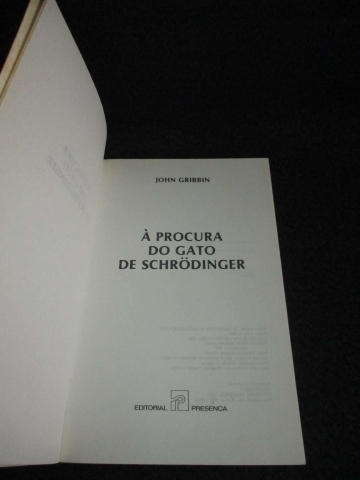 JOHN GRIBBIN
À PROCURA
DO GATO
DE SCHRÖDINGER
EDITORIAL PRESENÇA